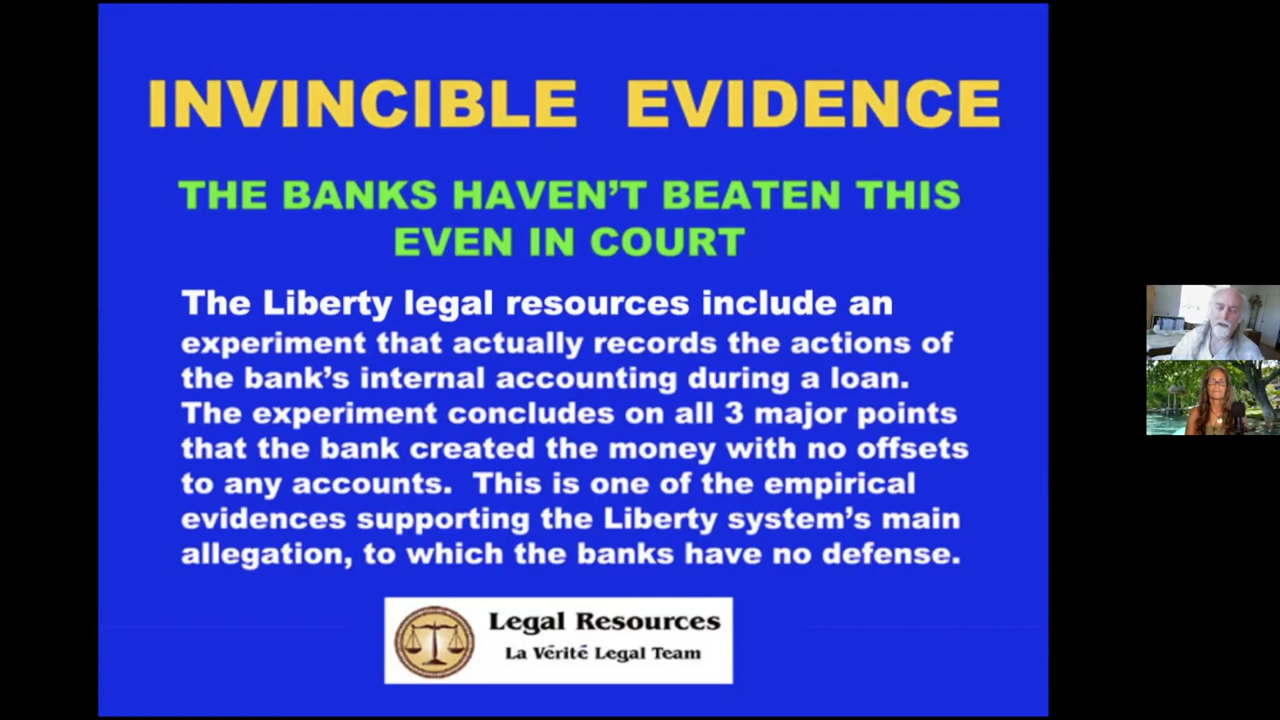 INVINCIBLE EVIDENCE
THE BANKS HAVEN'T BEATEN THIS
EVEN IN COURT
The Liberty legal resources include an
experiment that actually records the actions of
the bank's internal accounting during a loan.
The experiment concludes on all 3 major points
that the bank created the money with no offsets
to any accounts. This is one of the empirical
evidences supporting the Liberty system's main
allegation, to which the banks have no defense.
Legal Resources
La Vérité Legal Team